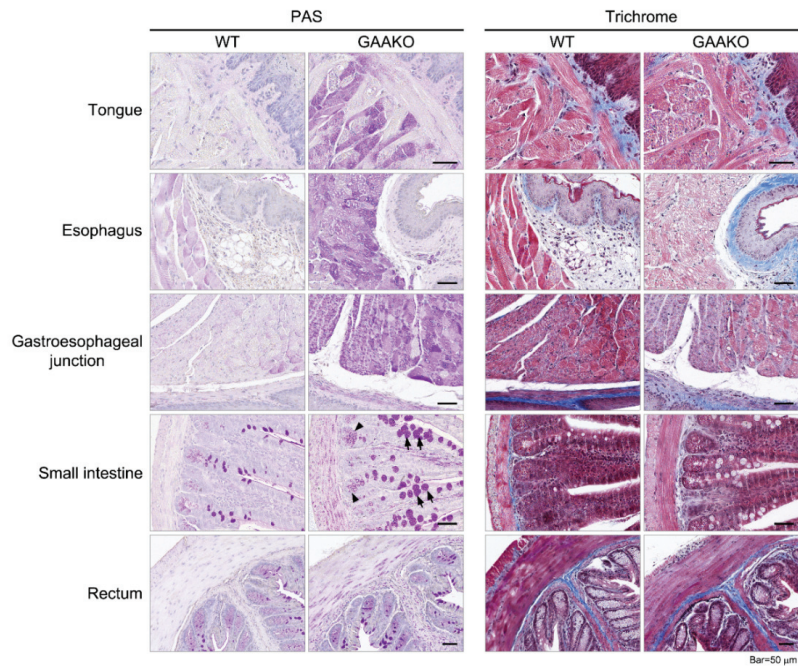 PAS Trichrome
WT GAAKO WT GAAKO
Tongue
Esophagus
Gastroesophageal
junction
Small intestine
Rectum
Bar=50 μm